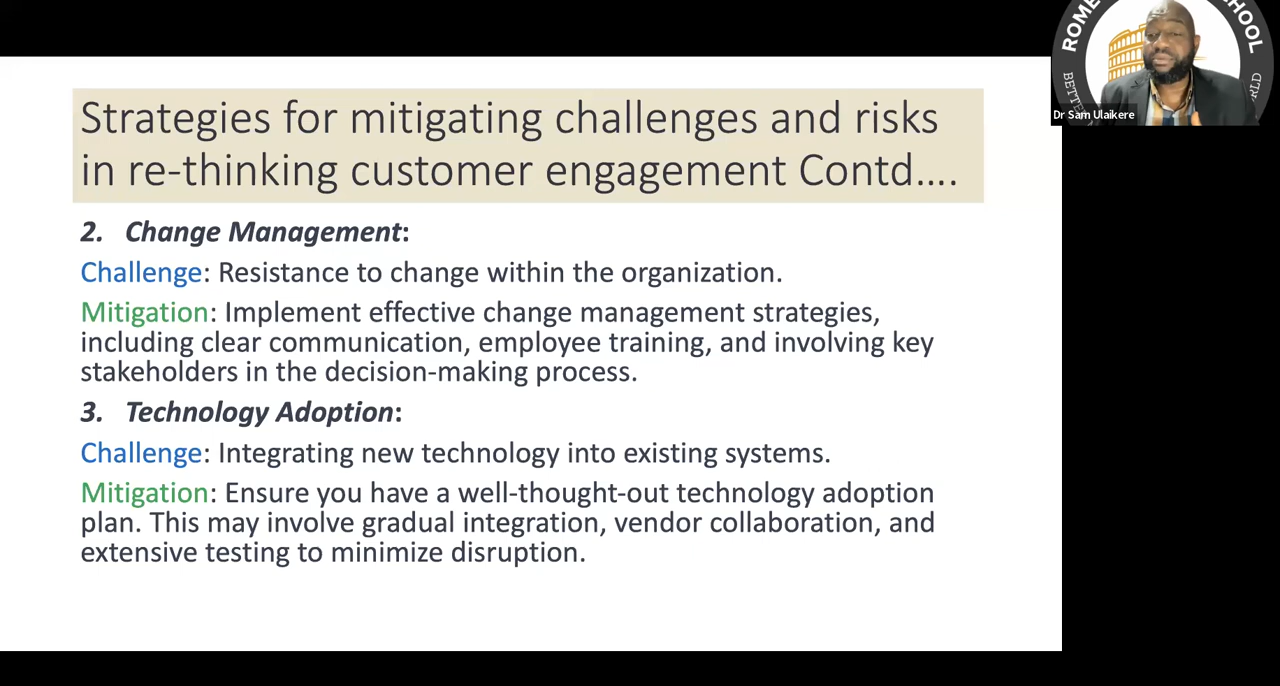 Strategies for mitigating challenges and risks
in re-thinking customer engagement Contd....
2. Change Management:
Challenge: Resistance to change within the organization.
Mitigation: Implement effective change management strategies,
including clear communication, employee training, and involving key
stakeholders in the decision-making process.
3. Technology Adoption:
Challenge: Integrating new technology into existing systems.
Mitigation: Ensure you have a well-thought-out technology adoption
plan. This may involve gradual integration, vendor collaboration, and
extensive testing to minimize disruption.
ROME
Dr Sam Ulaikere